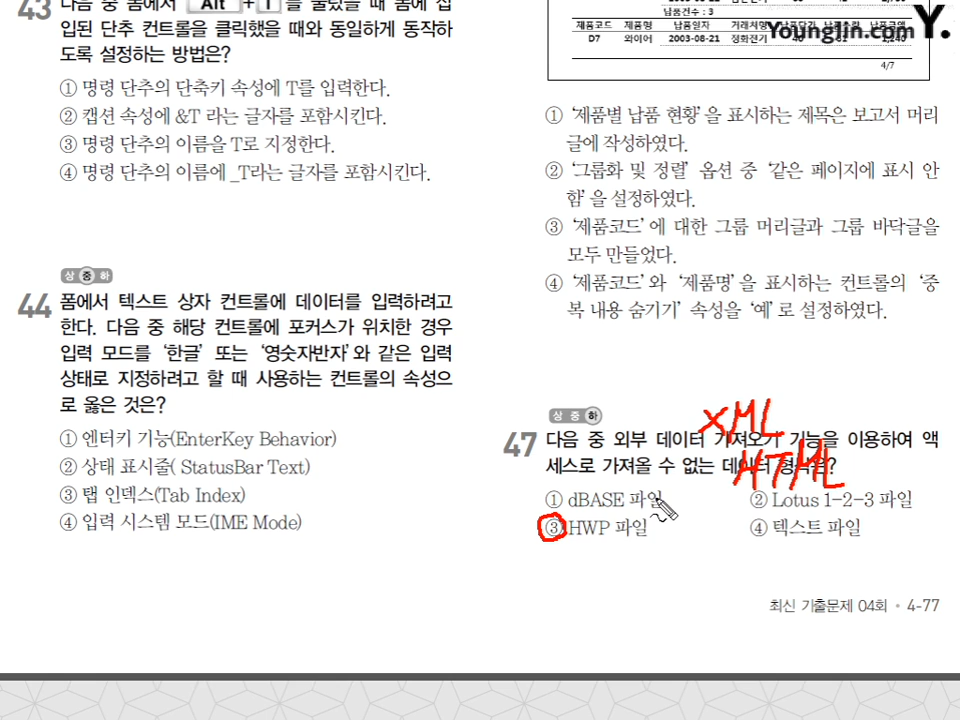 43 다음 중 폼에서 Alt + T 를 눌렀을 때 폼에 삽
입된 단추 컨트롤을 클릭했을 때와 동일하게 동작하
도록 설정하는 방법은?
① 명령 단추의 단축키 속성에 T를 입력한다.
② 캡션 속성에 &T 라는 글자를 포함시킨다.
③ 명령 단추의 이름을 T로 지정한다.
④ 명령 단추의 이름에 _T라는 글자를 포함시킨다.
상 중 하
44 폼에서 텍스트 상자 컨트롤에 데이터를 입력하려고
한다. 다음 중 해당 컨트롤에 포커스가 위치한 경우
입력 모드를 ‘한글’ 또는 ‘영숫자반자’와 같은 입력
상태로 지정하려고 할 때 사용하는 컨트롤의 속성으
로 옳은 것은?
① 엔터키 기능(EnterKey Behavior)
② 상태 표시줄( StatusBar Text)
③ 탭 인덱스(Tab Index)
④ 입력 시스템 모드(IME Mode)
납품건수 : 3
제품코드 제품명 거래처명 납품일자 납품단가 납품수량 납품금액
D7 와이어 2003-08-21 정화전기 40 31 1,240
Younglin.com Y.
4/7
① ‘제품별 납품 현황’을 표시하는 제목은 보고서 머리
글에 작성하였다.
② ‘그룹화 및 정렬’ 옵션 중 ‘같은 페이지에 표시 안
함’을 설정하였다.
③ ‘제품코드’에 대한 그룹 머리글과 그룹 바닥글을
모두 만들었다.
④ ‘제품코드’와 ‘제품명’을 표시하는 컨트롤의 ‘중
복 내용 숨기기’ 속성을 ‘예’로 설정하였다.
상 중 하
XML
47 다음 중 외부 데이터 가져오기 기능을 이용하여 액
HTML
세스로 가져올 수 없는 데이터 형식은?
① dBASE 파일 ② Lotus 1-2-3 파일
③ HWP 파일 ④ 텍스트 파일
최신 기출문제 04회 • 4-77